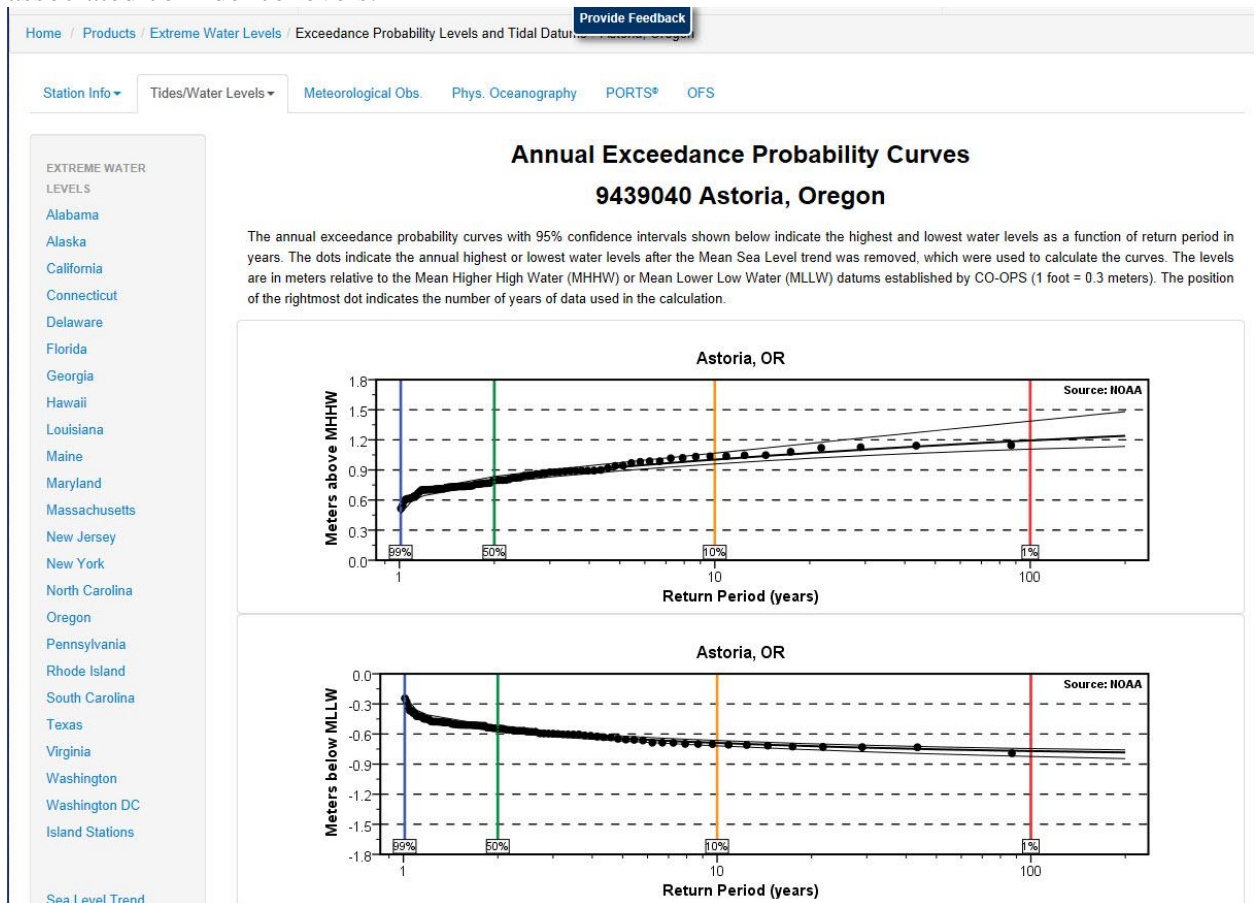 Provide Feedback
Home / Products / Extreme Water Levels / Exceedance Probability Levels and Tidal Datums Astoria, Oregon
Station Info Tides/Water Levels Meteorological Obs. Phys. Oceanography PORTS® OFS
EXTREME WATER
LEVELS
Alabama
Alaska
California
Connecticut
Delaware
Florida
Georgia
Hawaii
Louisiana
Maine
Maryland
Massachusetts
New Jersey
New York
North Carolina
Oregon
Pennsylvania
Rhode Island
South Carolina
Texas
Virginia
Washington
Washington DC
Island Stations
Sea Level Trend
Annual Exceedance Probability Curves
9439040 Astoria, Oregon
The annual exceedance probability curves with 95% confidence intervals shown below indicate the highest and lowest water levels as a function of return period in
years. The dots indicate the annual highest or lowest water levels after the Mean Sea Level trend was removed, which were used to calculate the curves. The levels
are in meters relative to the Mean Higher High Water (MHHW) or Mean Lower Low Water (MLLW) datums established by CO-OPS (1 foot = 0.3 meters). The position
of the rightmost dot indicates the number of years of data used in the calculation.
Astoria, OR
Source: NOAA
Meters above MHHW
1.8
1.5
1.2
0.9
0.6
0.3
0.0
99% 50% 10% 1%
1 10 100
Return Period (years)
Astoria, OR
Source: NOAA
Meters below MLLW
0.0
-0.3
-0.6
-0.9
-1.2
-1.5
-1.8
99% 50% 10% 1%
1 10 100
Return Period (years)